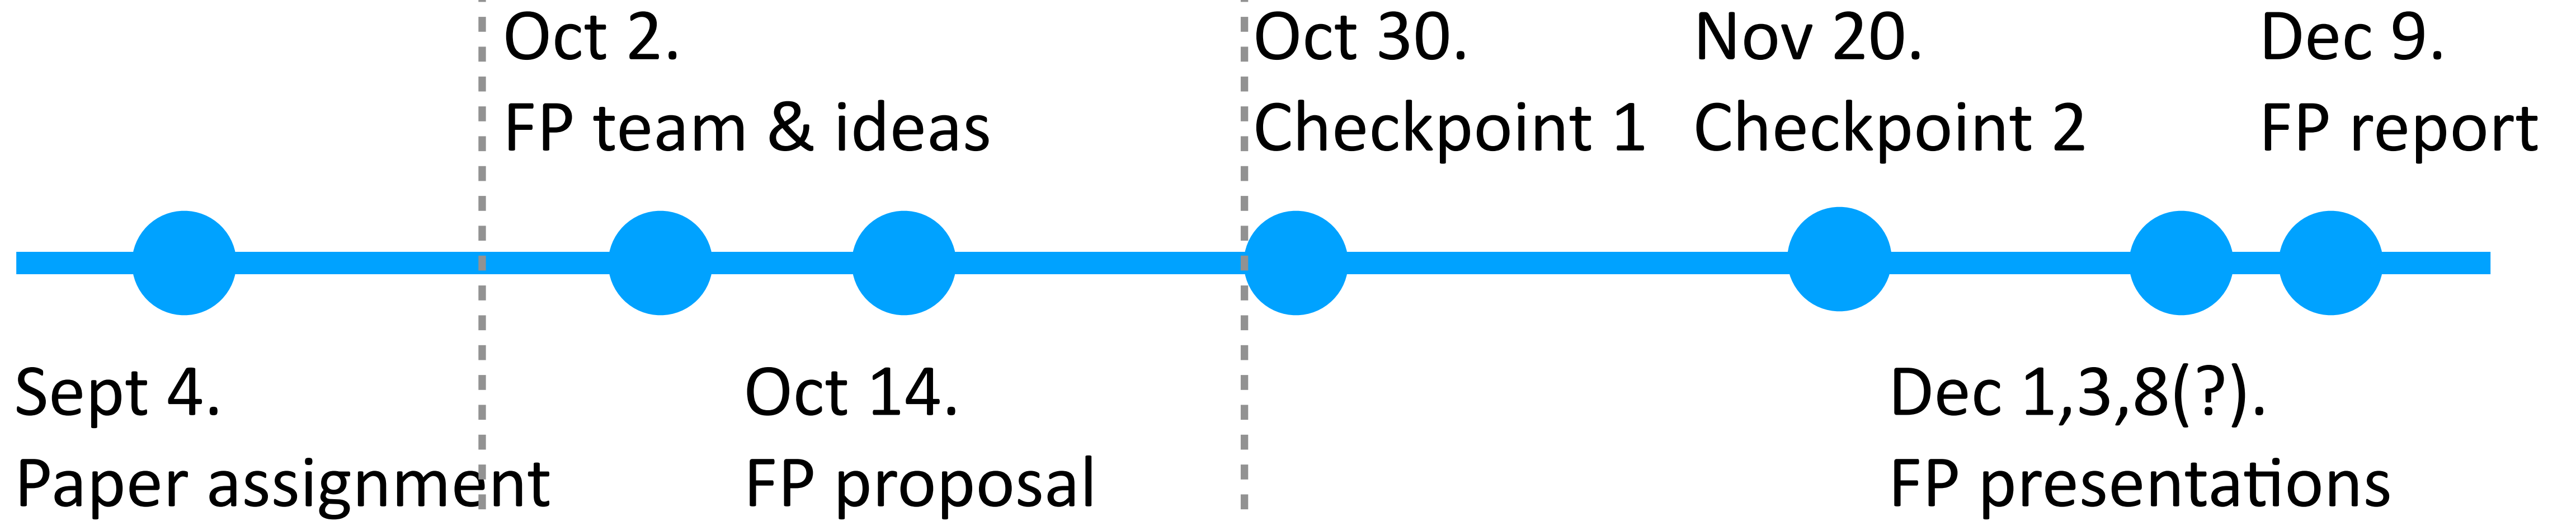 Oct 2.
FP team & ideas
Oct 30.
Checkpoint 1
Nov 20.
Checkpoint 2
Dec 9.
FP report
Sept 4.
Paper assignment
Oct 14.
FP proposal
Dec 1,3,8(?).
FP presentations